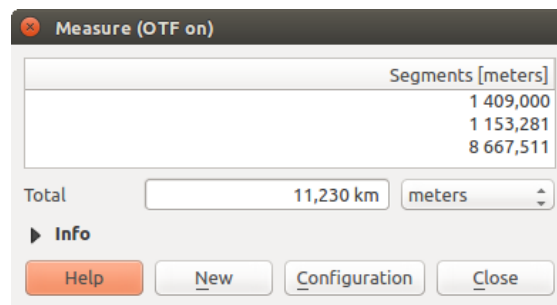 Measure (OTF on)
Segments [meters]
1 409,000
1 153,281
8 667,511
Total 11,230 km meters
Info
Help New Configuration Close